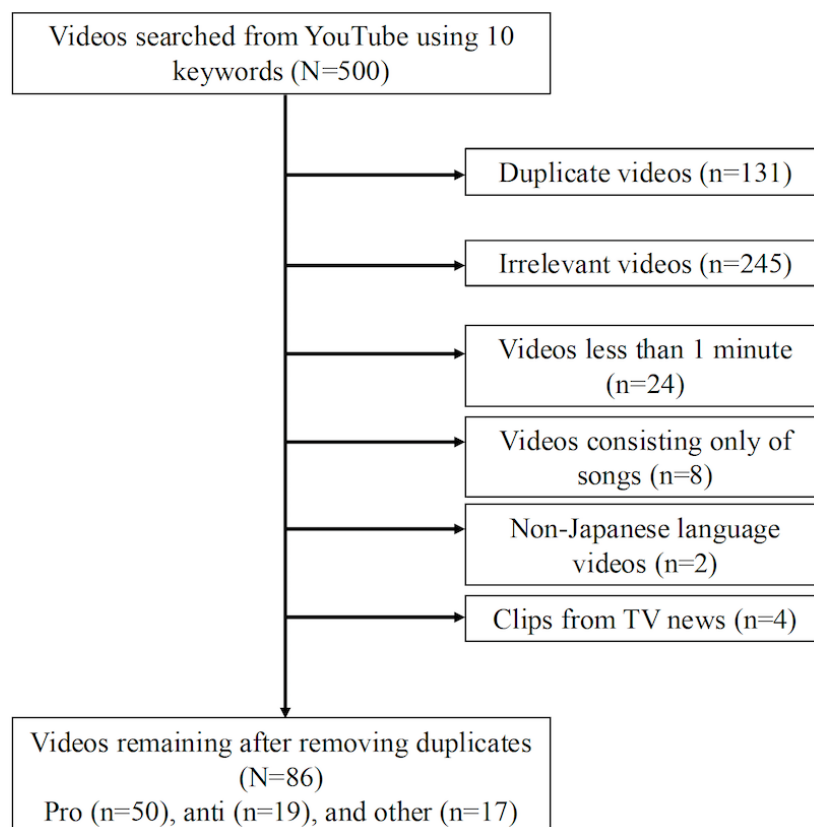 Videos searched from YouTube using 10
keywords (N=500)
Duplicate videos (n=131)
Irrelevant videos (n=245)
Videos less than 1 minute
(n=24)
Videos consisting only of
songs (n=8)
Non-Japanese language
videos (n=2)
Clips from TV news (n=4)
Videos remaining after removing duplicates
(N=86)
Pro (n=50), anti (n=19), and other (n=17)